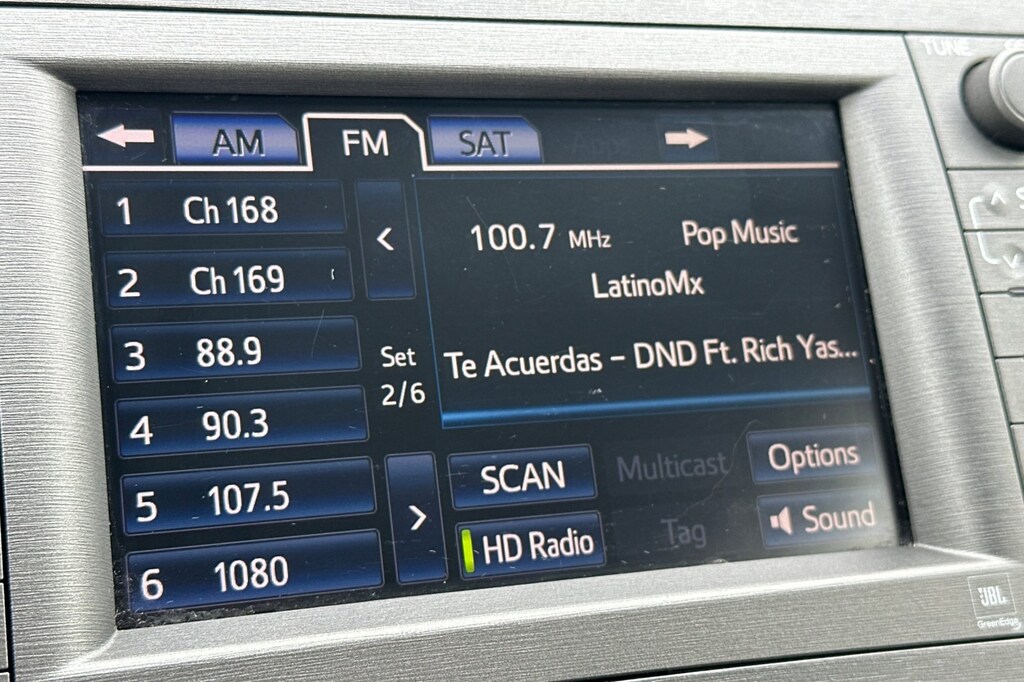 TUNE
AM FM SAT Apps
1 Ch 168
2 Ch 169
3 88.9
4 90.3
5 107.5
6 1080
<
Set
2/6
>
100.7 MHz Pop Music
LatinoMx
Te Acuerdas – DND Ft. Rich Yas...
SCAN Multicast Options
HD Radio Tag Sound
JBL
GreenEdge